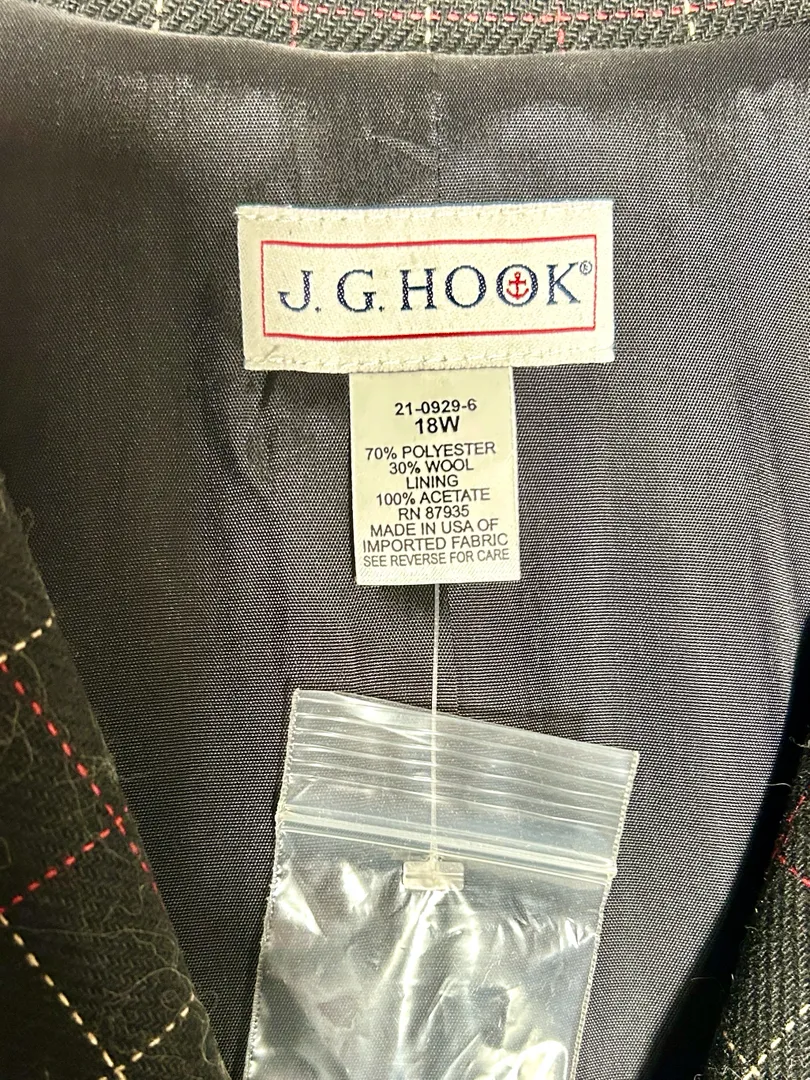 J. G. HOOK®
21-0929-6
18W
70% POLYESTER
30% WOOL
LINING
100% ACETATE
RN 87935
MADE IN USA OF
IMPORTED FABRIC
SEE REVERSE FOR CARE